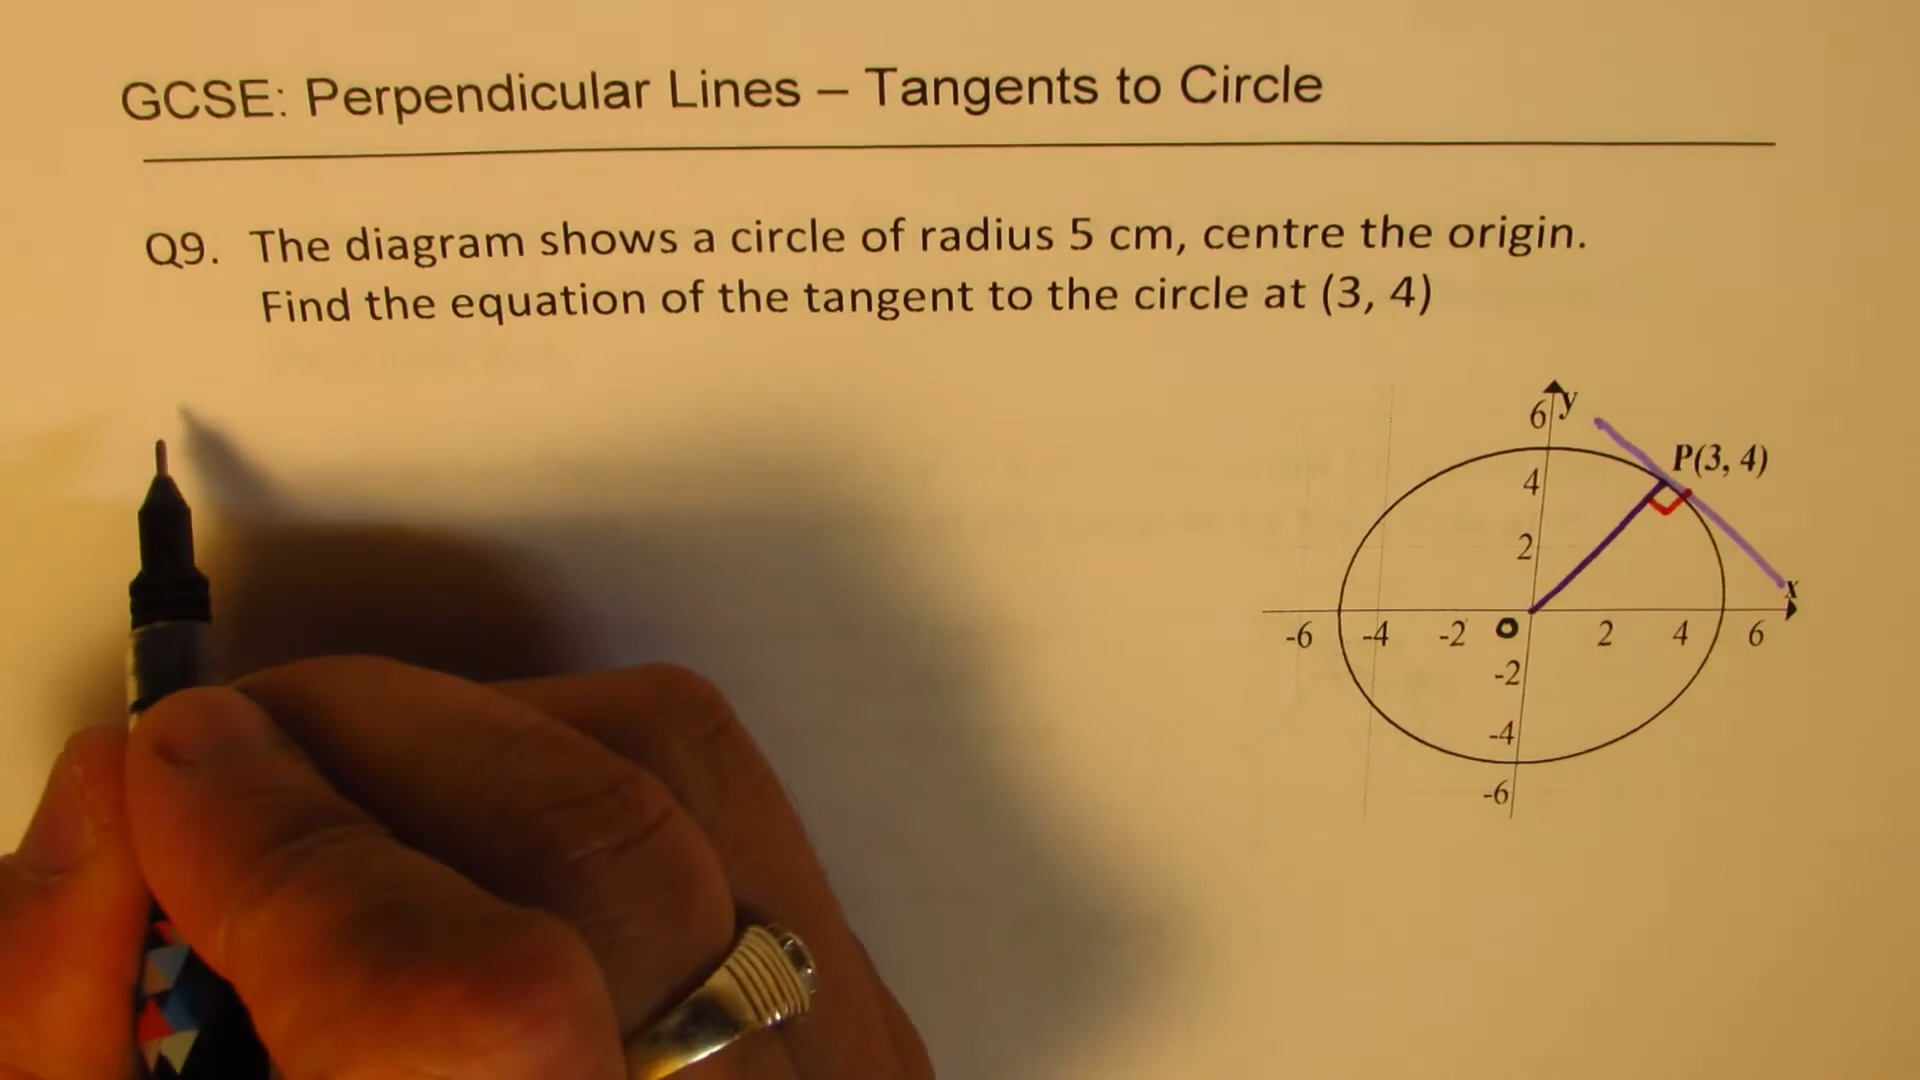 GCSE: Perpendicular Lines – Tangents to Circle
Q9. The diagram shows a circle of radius 5 cm, centre the origin.
Find the equation of the tangent to the circle at (3, 4)
6 y
P(3, 4)
4
2
x
-6 -4 -2 O 2 4 6
-2
-4
-6